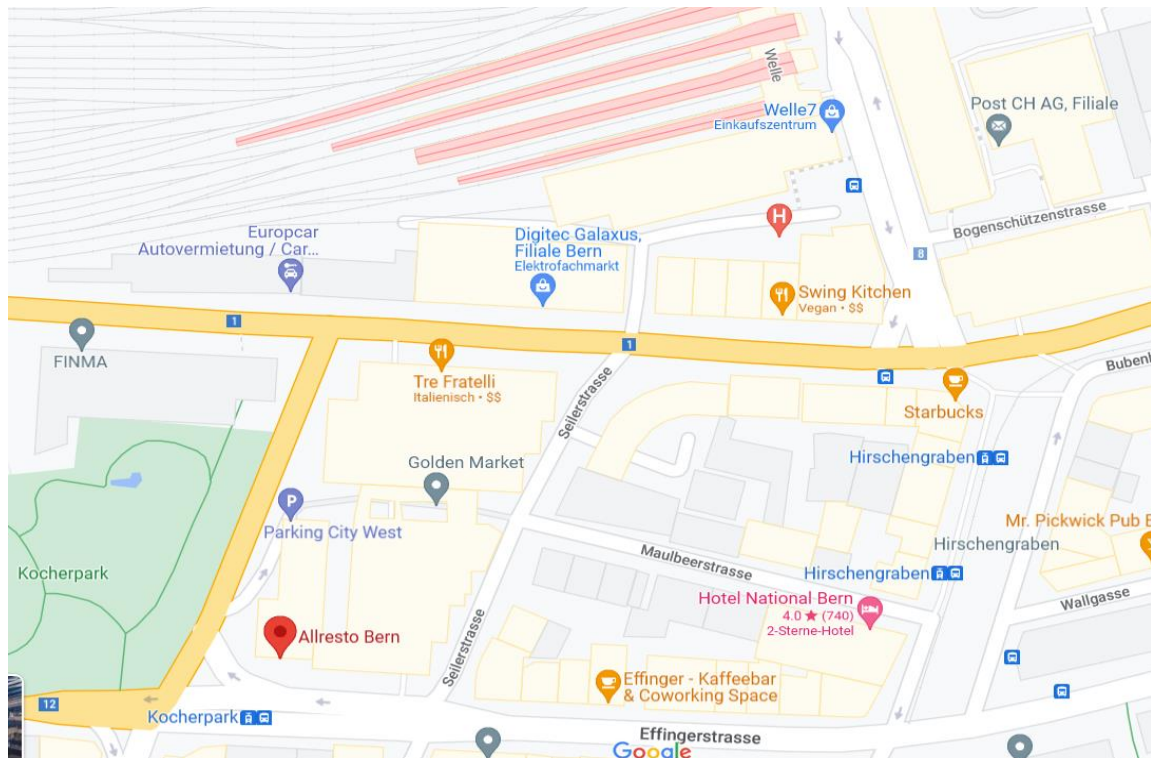 Welle
Welle7
Einkaufszentrum
Post CH AG, Filiale
H
Bogenschützenstrasse
Europcar
Autovermietung / Car...
Digitec Galaxus,
Filiale Bern
Elektrofachmarkt
8
Swing Kitchen
Vegan • $$
1
1
FINMA
Tre Fratelli
Italienisch • $$
Seilerstrasse
Starbucks
Hirschengraben
Golden Market
P
Parking City West
Mr. Pickwick Pub
Hirschengraben
Maulbeerstrasse
Kocherpark
Hirschengraben
Hotel National Bern
4.0 ★ (740)
2-Sterne-Hotel
Wallgasse
Allresto Bern
Seilerstrasse
Effinger - Kaffeebar
& Coworking Space
12
Kocherpark
Effingerstrasse
Google